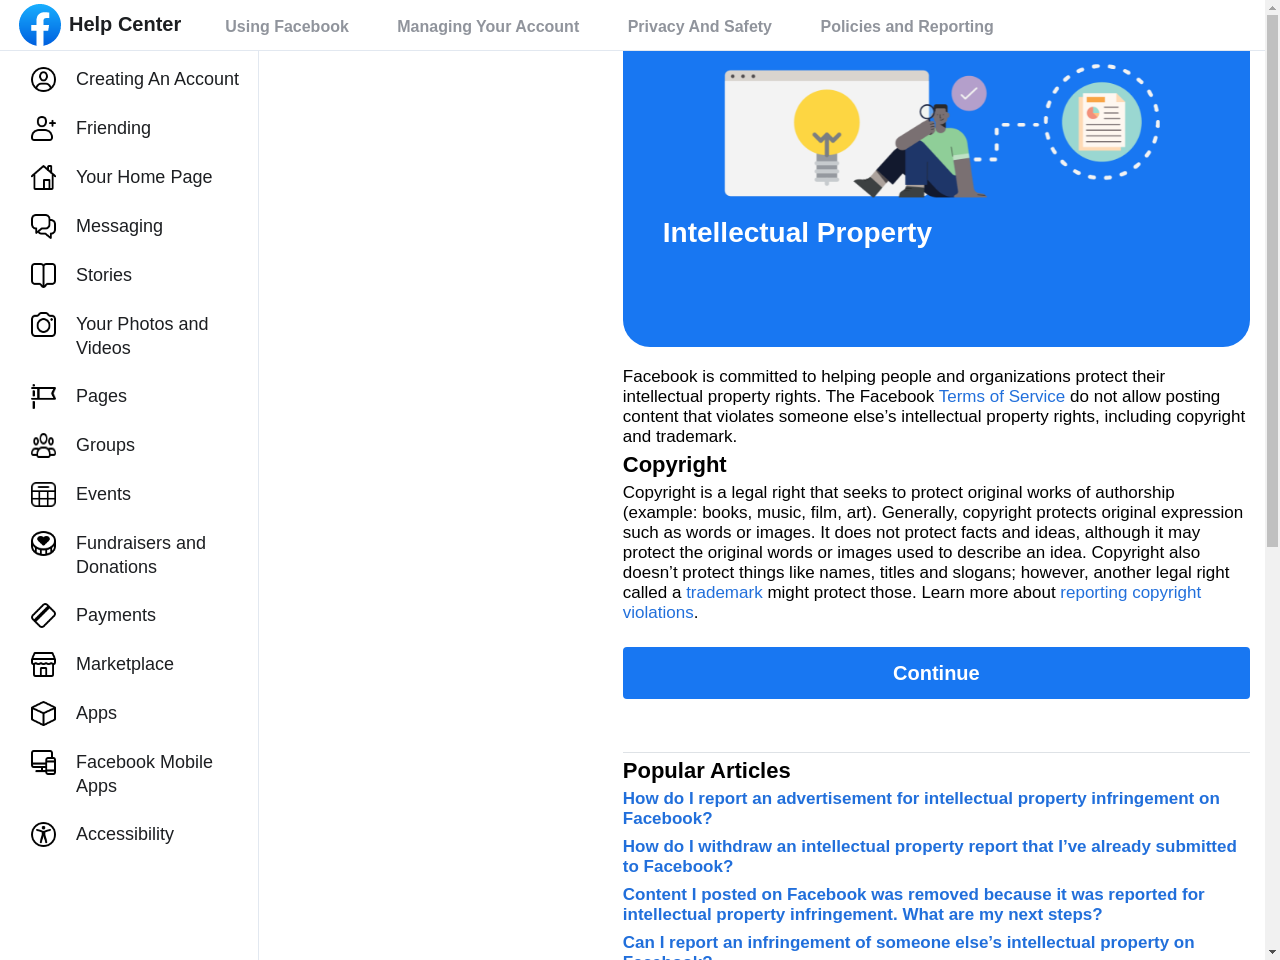 Help Center
Using Facebook
Managing Your Account
Privacy And Safety
Policies and Reporting
Creating An Account
Friending
Your Home Page
Messaging
Stories
Your Photos and
Videos
Pages
Groups
Events
Fundraisers and
Donations
Payments
Marketplace
Apps
Facebook Mobile
Apps
Accessibility
Intellectual Property
Facebook is committed to helping people and organizations protect their
intellectual property rights. The Facebook Terms of Service do not allow posting
content that violates someone else’s intellectual property rights, including copyright
and trademark.
Copyright
Copyright is a legal right that seeks to protect original works of authorship
(example: books, music, film, art). Generally, copyright protects original expression
such as words or images. It does not protect facts and ideas, although it may
protect the original words or images used to describe an idea. Copyright also
doesn’t protect things like names, titles and slogans; however, another legal right
called a trademark might protect those. Learn more about reporting copyright
violations.
Continue
Popular Articles
How do I report an advertisement for intellectual property infringement on
Facebook?
How do I withdraw an intellectual property report that I’ve already submitted
to Facebook?
Content I posted on Facebook was removed because it was reported for
intellectual property infringement. What are my next steps?
Can I report an infringement of someone else’s intellectual property on
Facebook?